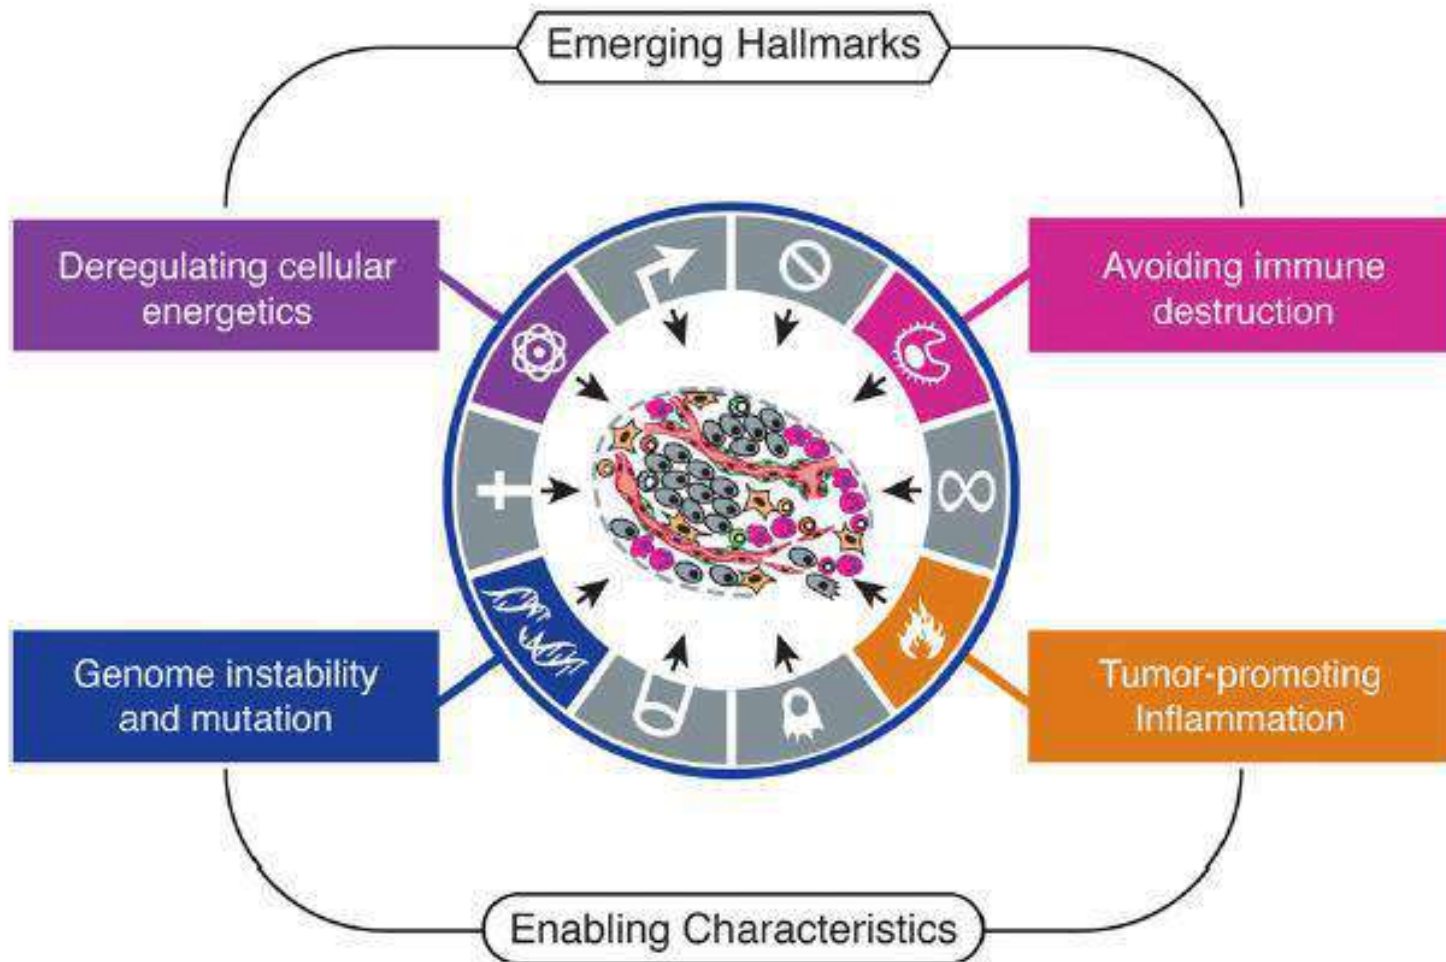 Emerging Hallmarks
Deregulating cellular
energetics
Avoiding immune
destruction
Genome instability
and mutation
Tumor-promoting
Inflammation
Enabling Characteristics